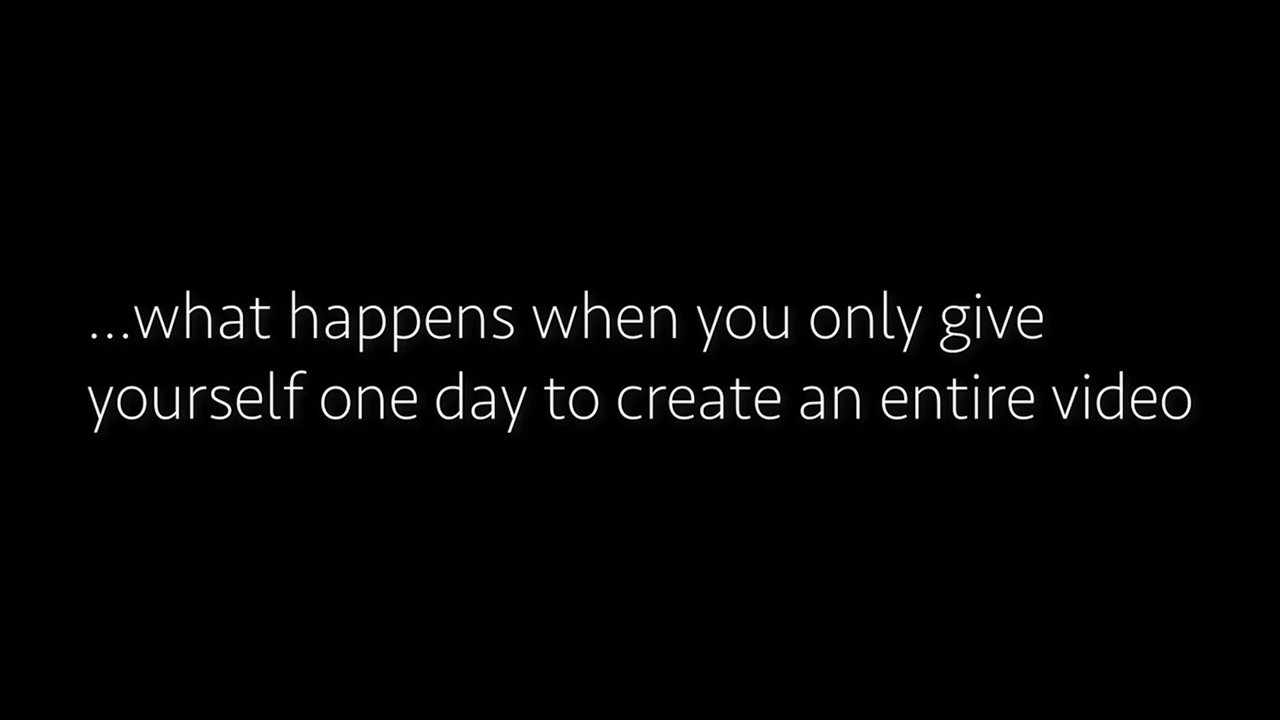 ...what happens when you only give
yourself one day to create an entire video